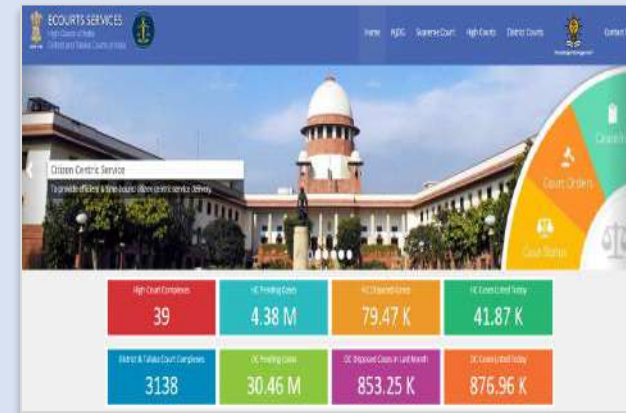 ECOURTS SERVICES
High Courts of India
District and Taluka Courts of India
Home NJDG Supreme Court High Courts District Courts Contact
Citizen Centric Service
To provide efficient & time-bound citizen centric service delivery.
Court Orders
Court Status
High Court Complexes
39
HC Pending Cases
4.38 M
HC Disposed Cases
79.47 K
HC Cases Listed Today
41.87 K
District & Taluka Court Complexes
3138
DC Pending Cases
30.46 M
DC Disposed Cases in Last Month
853.25 K
DC Cases Listed Today
876.96 K